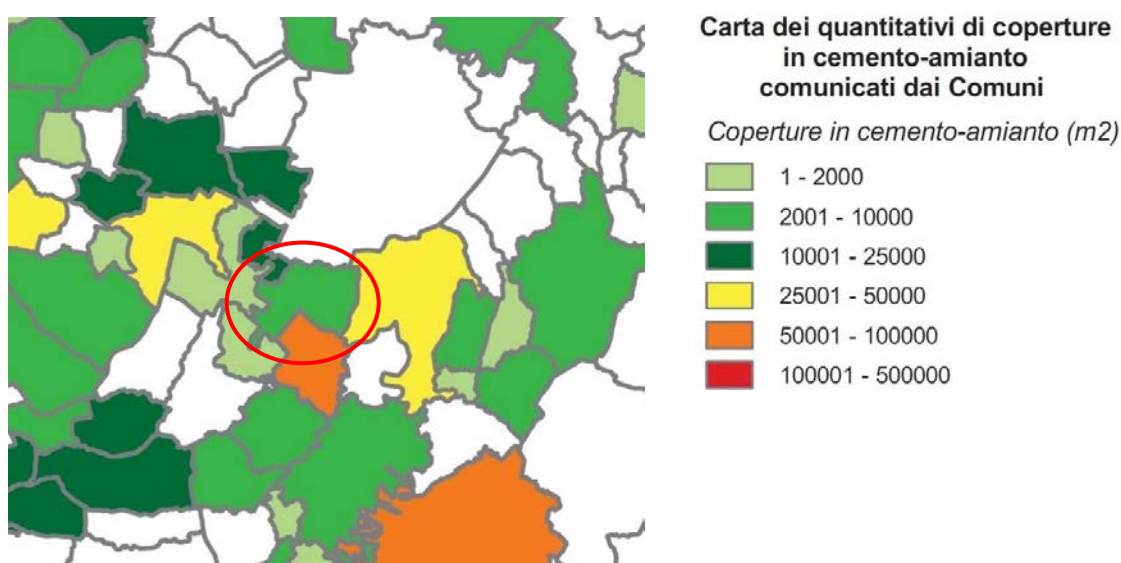 Carta dei quantitativi di coperture
in cemento-amianto
comunicati dai Comuni
Coperture in cemento-amianto (m2)
1 - 2000
2001 - 10000
10001 - 25000
25001 - 50000
50001 - 100000
100001 - 500000